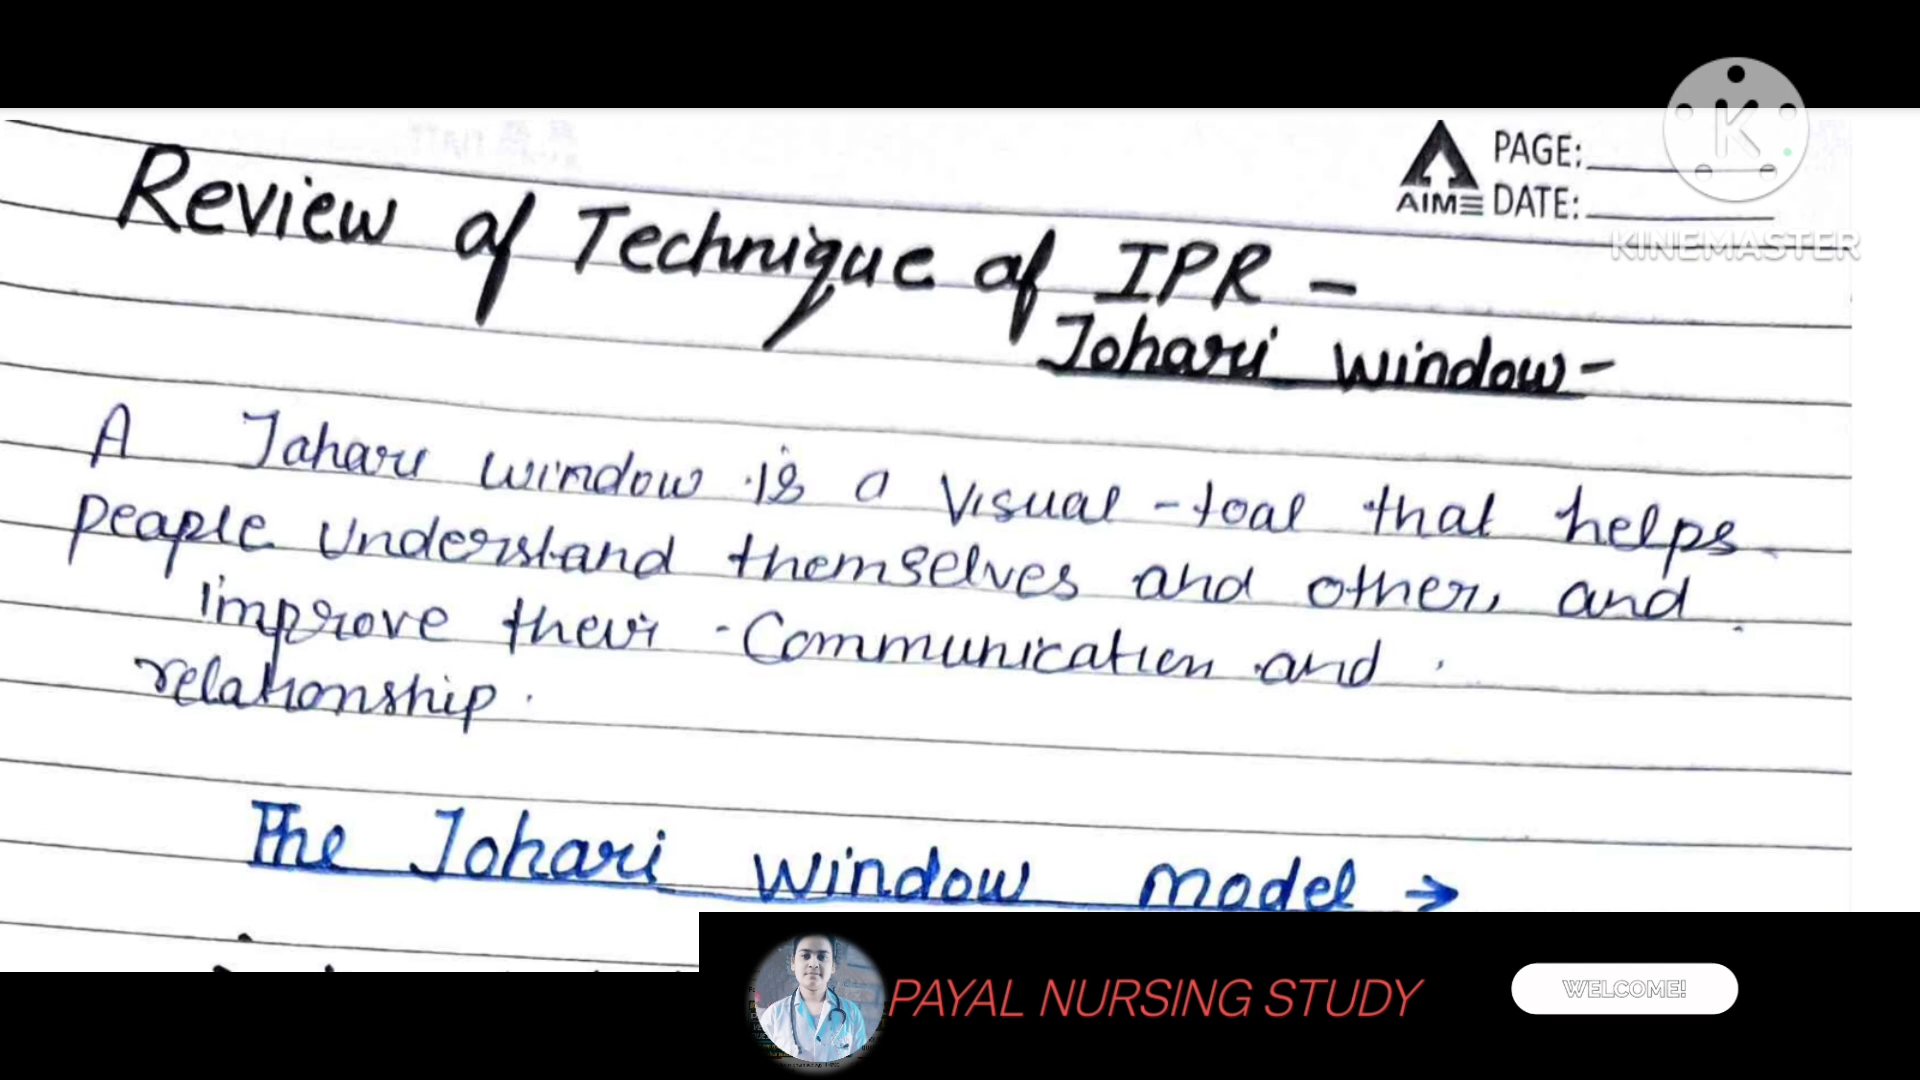 PAGE:
AIM DATE:
KINEMASTER
Review of Technique of IPR -
Johari window -
A Johari window is a visual - tool that helps
people understand themselves and other, and
improve their - Communication and
relationship.
The Johari window model →
PAYAL NURSING STUDY
WELCOME!